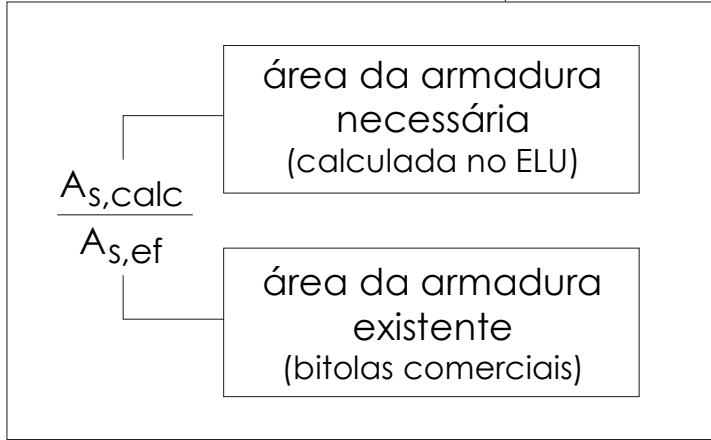 área da armadura
necessária
(calculada no ELU)
As,calc
As,ef
área da armadura
existente
(bitolas comerciais)